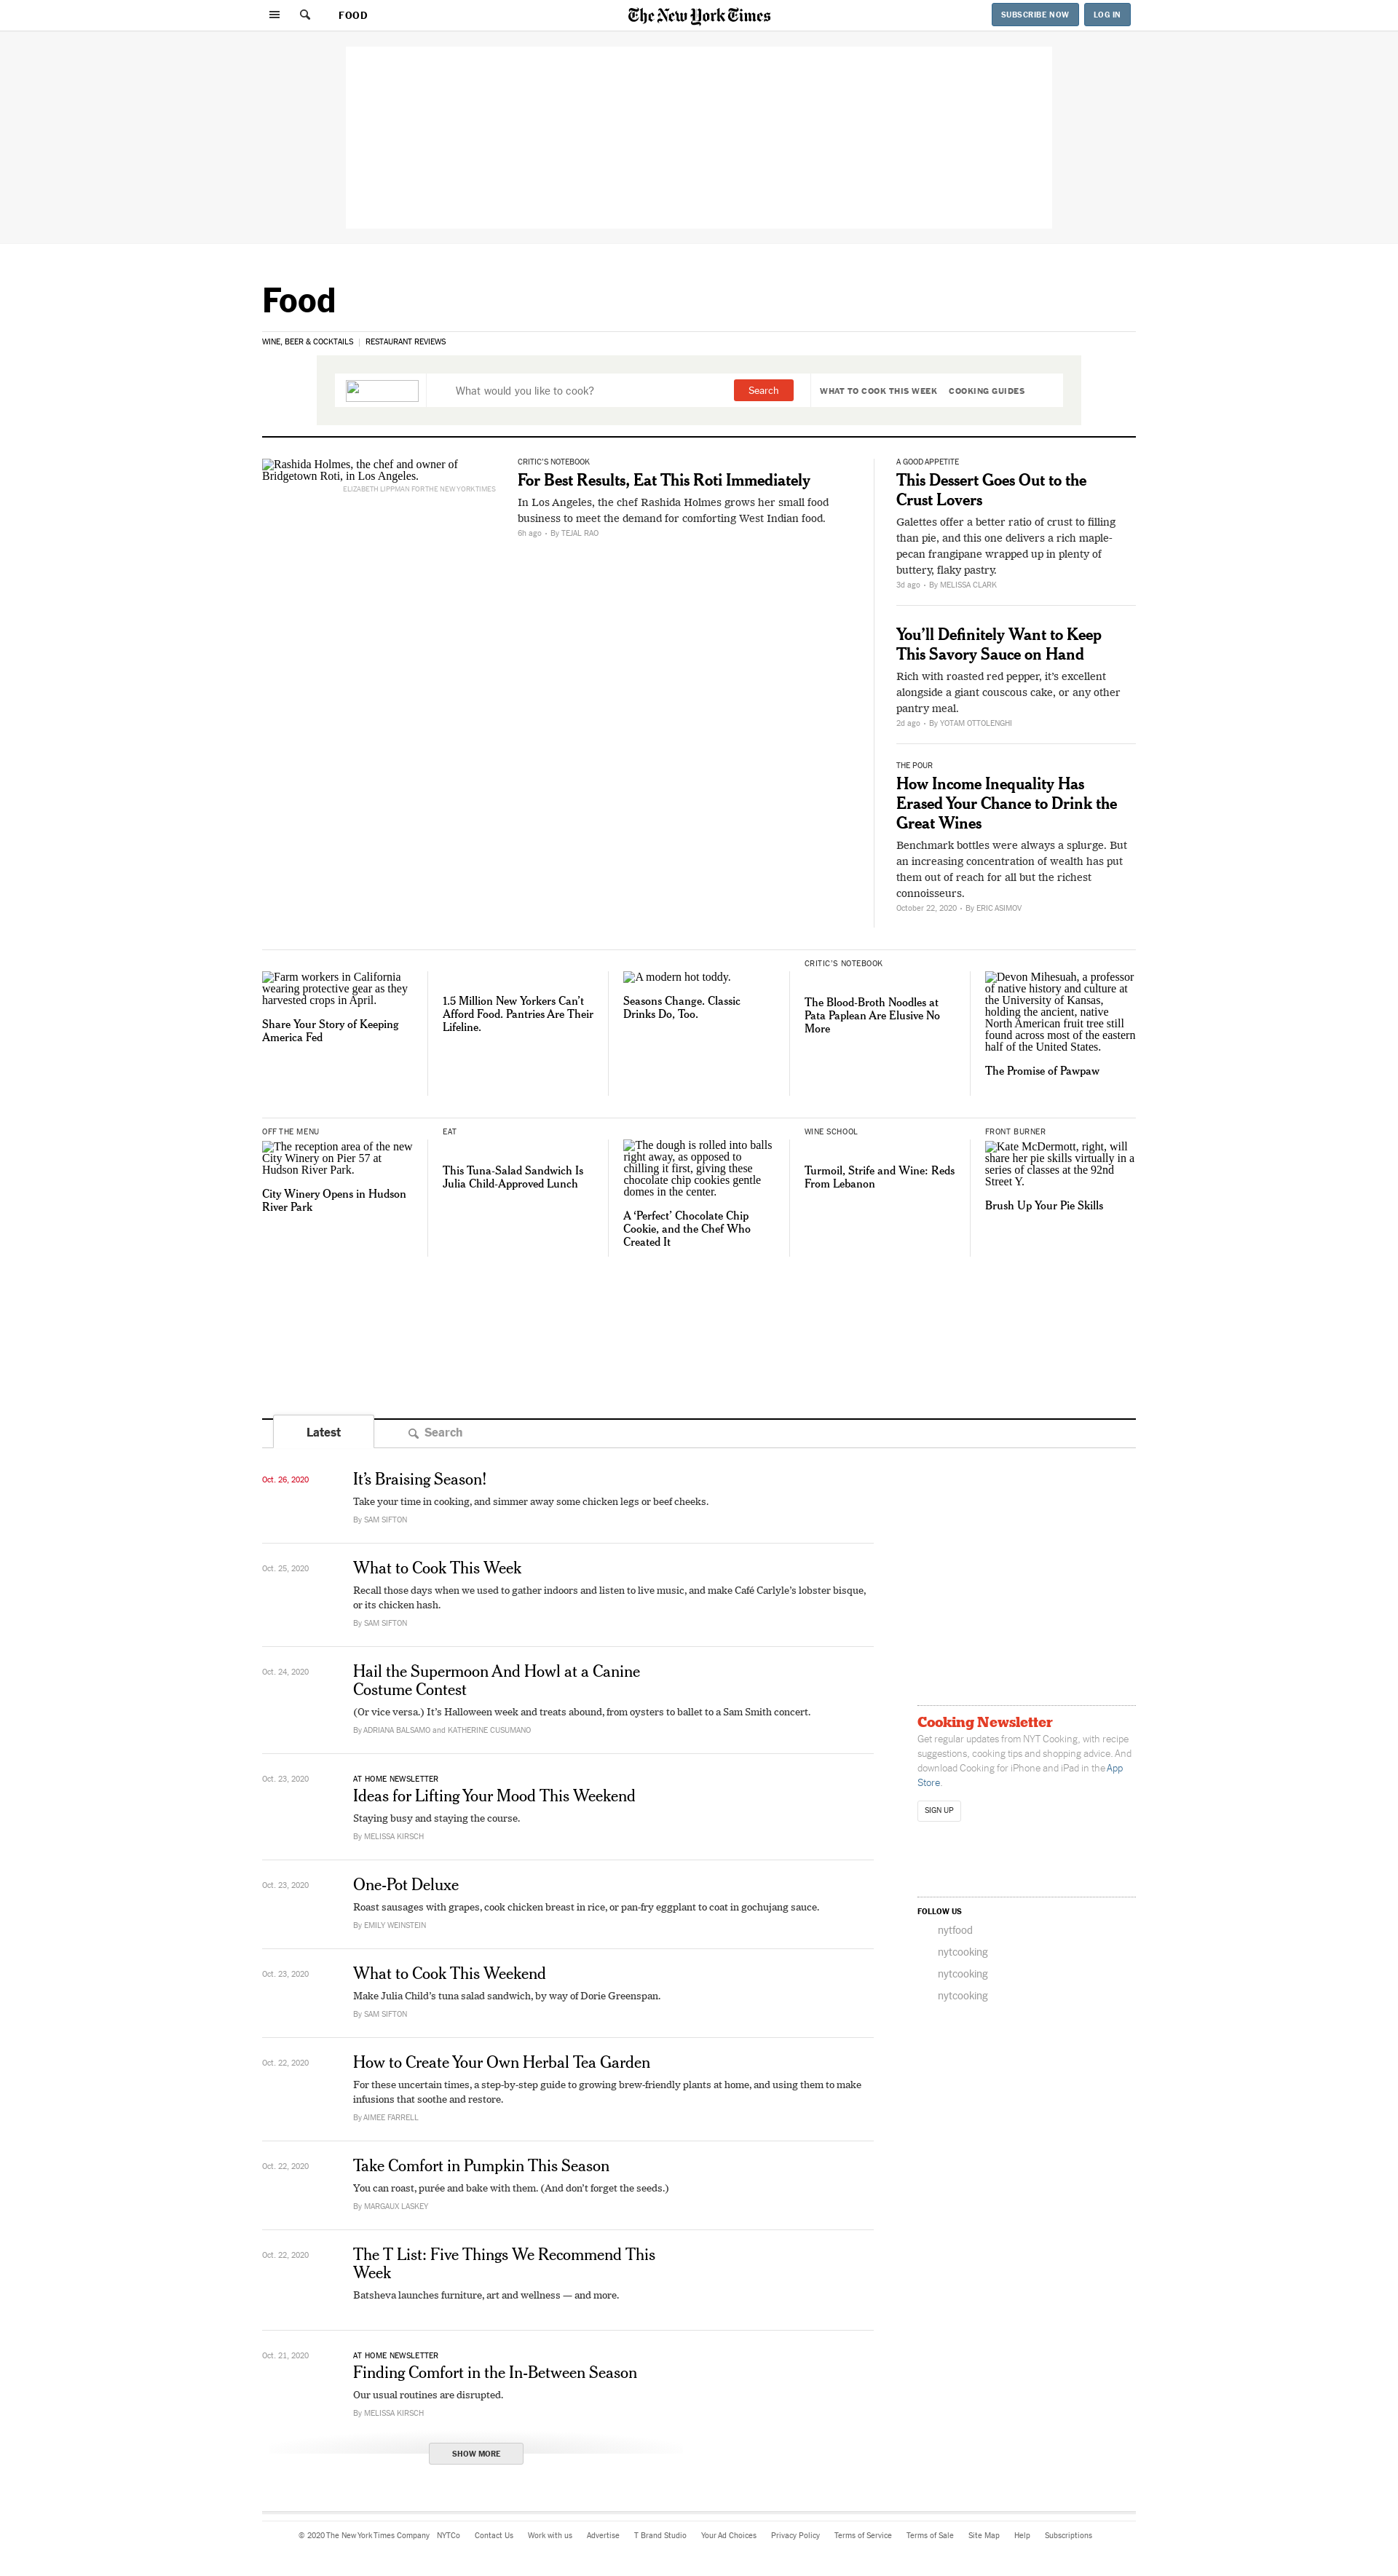 FOOD
The New York Times
SUBSCRIBE NOW
LOG IN
Food
WINE, BEER & COCKTAILS
RESTAURANT REVIEWS
What would you like to cook?
Search
WHAT TO COOK THIS WEEK
COOKING GUIDES
Rashida Holmes, the chef and owner of
Bridgetown Roti, in Los Angeles.
ELIZABETH LIPPMAN FOR THE NEW YORK TIMES
CRITIC'S NOTEBOOK
For Best Results, Eat This Roti Immediately
In Los Angeles, the chef Rashida Holmes grows her small food
business to meet the demand for comforting West Indian food.
6h ago • By TEJAL RAO
A GOOD APPETITE
This Dessert Goes Out to the
Crust Lovers
Galettes offer a better ratio of crust to filling
than pie, and this one delivers a rich maple-
pecan frangipane wrapped up in plenty of
buttery, flaky pastry.
3d ago • By MELISSA CLARK
You’ll Definitely Want to Keep
This Savory Sauce on Hand
Rich with roasted red pepper, it’s excellent
alongside a giant couscous cake, or any other
pantry meal.
2d ago • By YOTAM OTTOLENGHI
THE POUR
How Income Inequality Has
Erased Your Chance to Drink the
Great Wines
Benchmark bottles were always a splurge. But
an increasing concentration of wealth has put
them out of reach for all but the richest
connoisseurs.
October 22, 2020 • By ERIC ASIMOV
Farm workers in California
wearing protective gear as they
harvested crops in April.
Share Your Story of Keeping
America Fed
1.5 Million New Yorkers Can’t
Afford Food. Pantries Are Their
Lifeline.
A modern hot toddy.
Seasons Change. Classic
Drinks Do, Too.
CRITIC’S NOTEBOOK
The Blood-Broth Noodles at
Pata Paplean Are Elusive No
More
Devon Mihesuah, a professor
of native history and culture at
the University of Kansas,
holding the ancient, native
North American fruit tree still
found across most of the eastern
half of the United States.
The Promise of Pawpaw
OFF THE MENU
The reception area of the new
City Winery on Pier 57 at
Hudson River Park.
City Winery Opens in Hudson
River Park
EAT
This Tuna-Salad Sandwich Is
Julia Child-Approved Lunch
The dough is rolled into balls
right away, as opposed to
chilling it first, giving these
chocolate chip cookies gentle
domes in the center.
A ‘Perfect’ Chocolate Chip
Cookie, and the Chef Who
Created It
WINE SCHOOL
Turmoil, Strife and Wine: Reds
From Lebanon
FRONT BURNER
Kate McDermott, right, will
share her pie skills virtually in a
series of classes at the 92nd
Street Y.
Brush Up Your Pie Skills
Latest
Search
Oct. 26, 2020
It’s Braising Season!
Take your time in cooking, and simmer away some chicken legs or beef cheeks.
By SAM SIFTON
Oct. 25, 2020
What to Cook This Week
Recall those days when we used to gather indoors and listen to live music, and make Café Carlyle’s lobster bisque,
or its chicken hash.
By SAM SIFTON
Oct. 24, 2020
Hail the Supermoon And Howl at a Canine
Costume Contest
(Or vice versa.) It’s Halloween week and treats abound, from oysters to ballet to a Sam Smith concert.
By ADRIANA BALSAMO and KATHERINE CUSUMANO
Oct. 23, 2020
AT HOME NEWSLETTER
Ideas for Lifting Your Mood This Weekend
Staying busy and staying the course.
By MELISSA KIRSCH
Oct. 23, 2020
One-Pot Deluxe
Roast sausages with grapes, cook chicken breast in rice, or pan-fry eggplant to coat in gochujang sauce.
By EMILY WEINSTEIN
Oct. 23, 2020
What to Cook This Weekend
Make Julia Child’s tuna salad sandwich, by way of Dorie Greenspan.
By SAM SIFTON
Oct. 22, 2020
How to Create Your Own Herbal Tea Garden
For these uncertain times, a step-by-step guide to growing brew-friendly plants at home, and using them to make
infusions that soothe and restore.
By AIMEE FARRELL
Oct. 22, 2020
Take Comfort in Pumpkin This Season
You can roast, purée and bake with them. (And don’t forget the seeds.)
By MARGAUX LASKEY
Oct. 22, 2020
The T List: Five Things We Recommend This
Week
Batsheva launches furniture, art and wellness — and more.
Oct. 21, 2020
AT HOME NEWSLETTER
Finding Comfort in the In-Between Season
Our usual routines are disrupted.
By MELISSA KIRSCH
SHOW MORE
Cooking Newsletter
Get regular updates from NYT Cooking, with recipe
suggestions, cooking tips and shopping advice. And
download Cooking for iPhone and iPad in the App
Store.
SIGN UP
FOLLOW US
nytfood
nytcooking
nytcooking
nytcooking
© 2020 The New York Times Company
NYTCo
Contact Us
Work with us
Advertise
T Brand Studio
Your Ad Choices
Privacy Policy
Terms of Service
Terms of Sale
Site Map
Help
Subscriptions